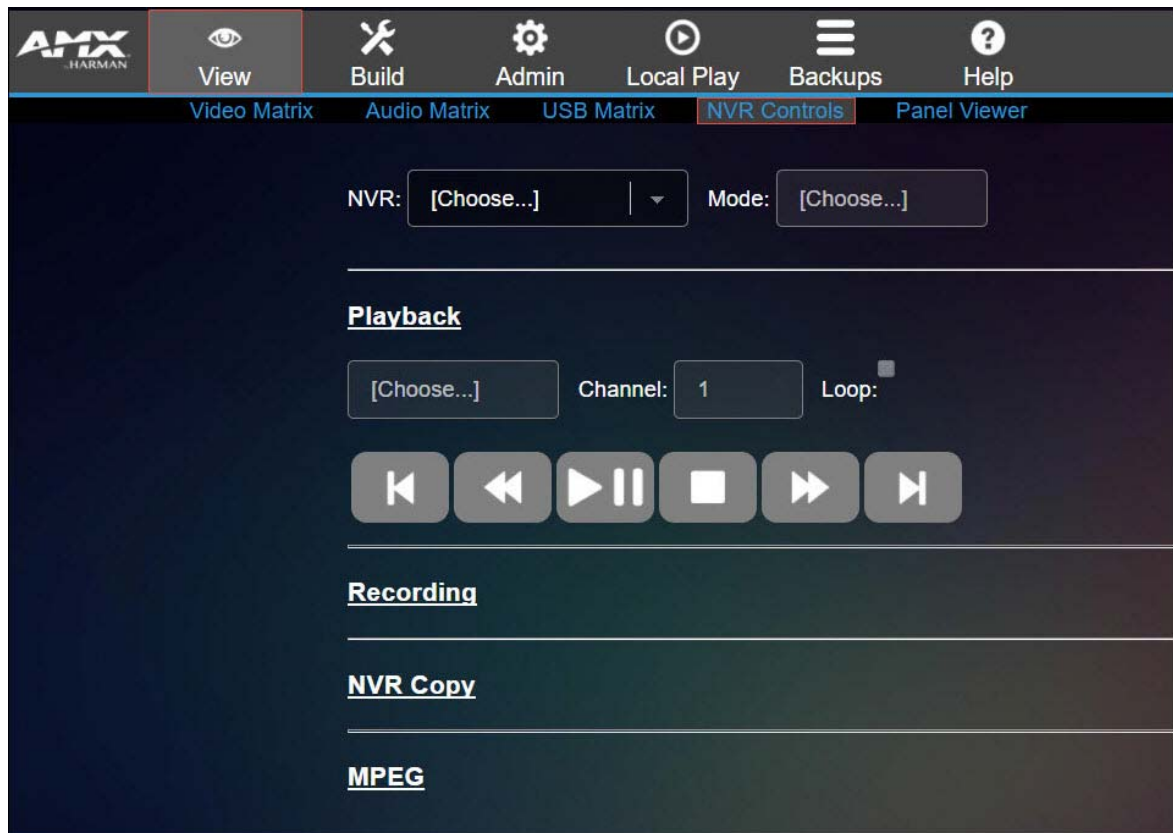 AMX
HARMAN
View Build Admin Local Play Backups Help
Video Matrix Audio Matrix USB Matrix NVR Controls Panel Viewer
NVR: [Choose...] Mode: [Choose...]
Playback
[Choose...] Channel: 1 Loop:
Recording
NVR Copy
MPEG